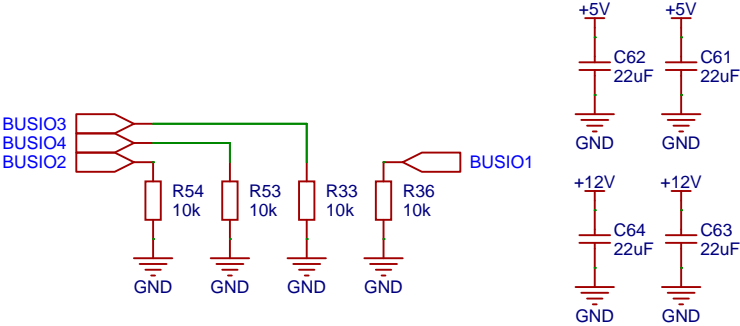 +5V +5V
C62 C61
22uF 22uF
GND GND
BUSIO3
BUSIO4
BUSIO2 BUSIO1
R54 R53 R33 R36
10k 10k 10k 10k
GND GND GND GND
+12V +12V
C64 C63
22uF 22uF
GND GND